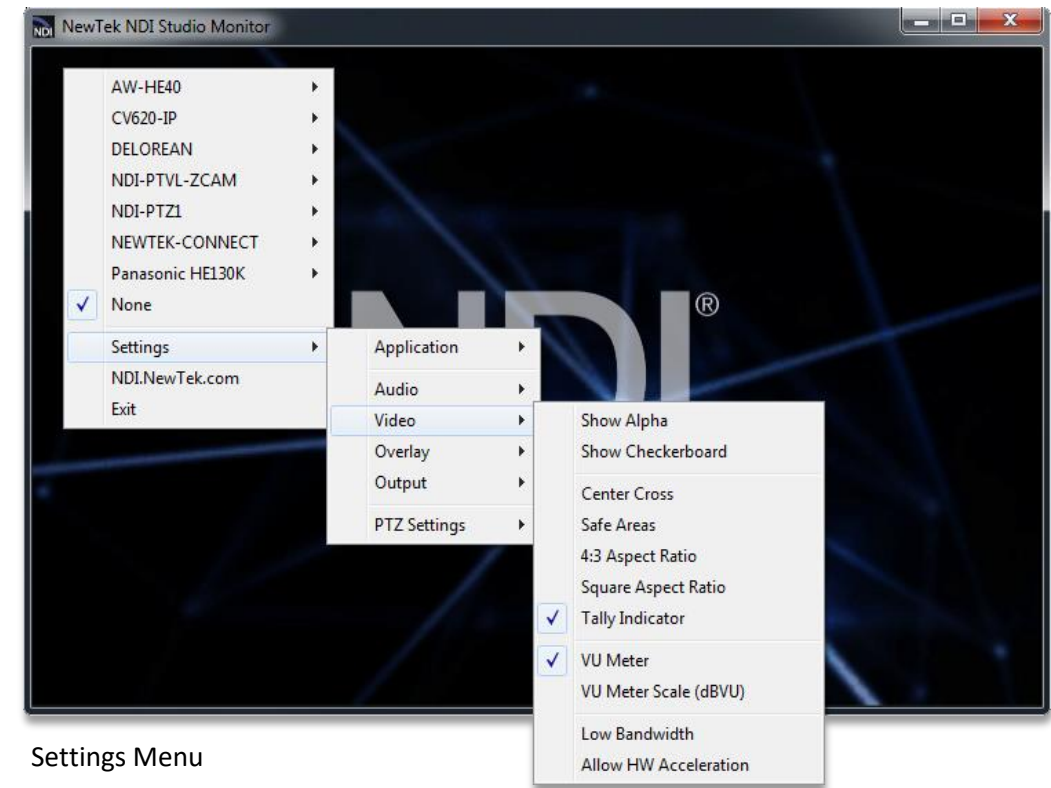 NDI NewTek NDI Studio Monitor
AW-HE40
CV620-IP
DELOREAN
NDI-PTVL-ZCAM
NDI-PTZ1
NEWTEK-CONNECT
Panasonic HE130K
None
Settings
NDI.NewTek.com
Exit
NDI®
Application
Audio
Video
Overlay
Output
PTZ Settings
Show Alpha
Show Checkerboard
Center Cross
Safe Areas
4:3 Aspect Ratio
Square Aspect Ratio
Tally Indicator
VU Meter
VU Meter Scale (dBVU)
Low Bandwidth
Allow HW Acceleration
Settings Menu